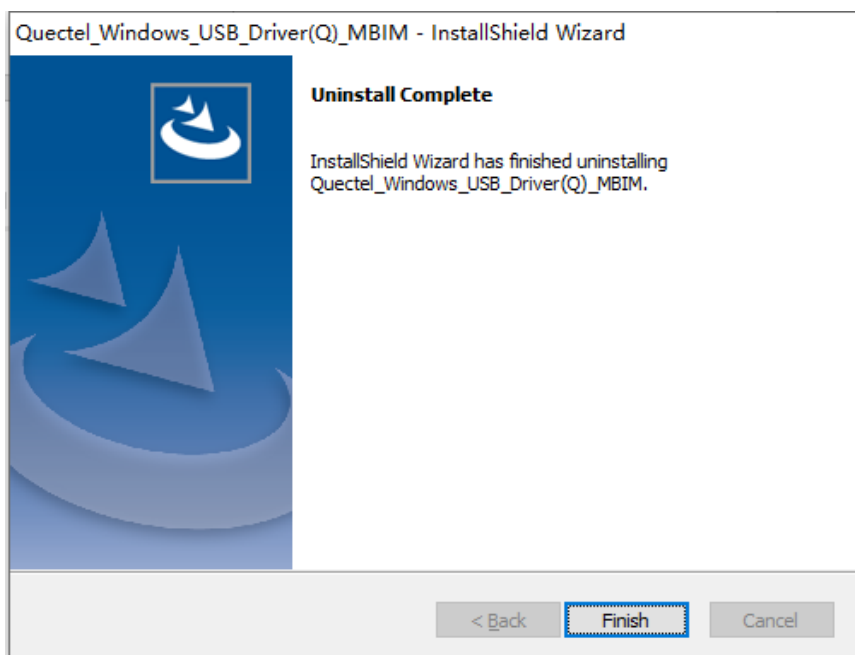 Quectel_Windows_USB_Driver(Q)_MBIM - InstallShield Wizard
Uninstall Complete
InstallShield Wizard has finished uninstalling
Quectel_Windows_USB_Driver(Q)_MBIM.
< Back
Finish
Cancel